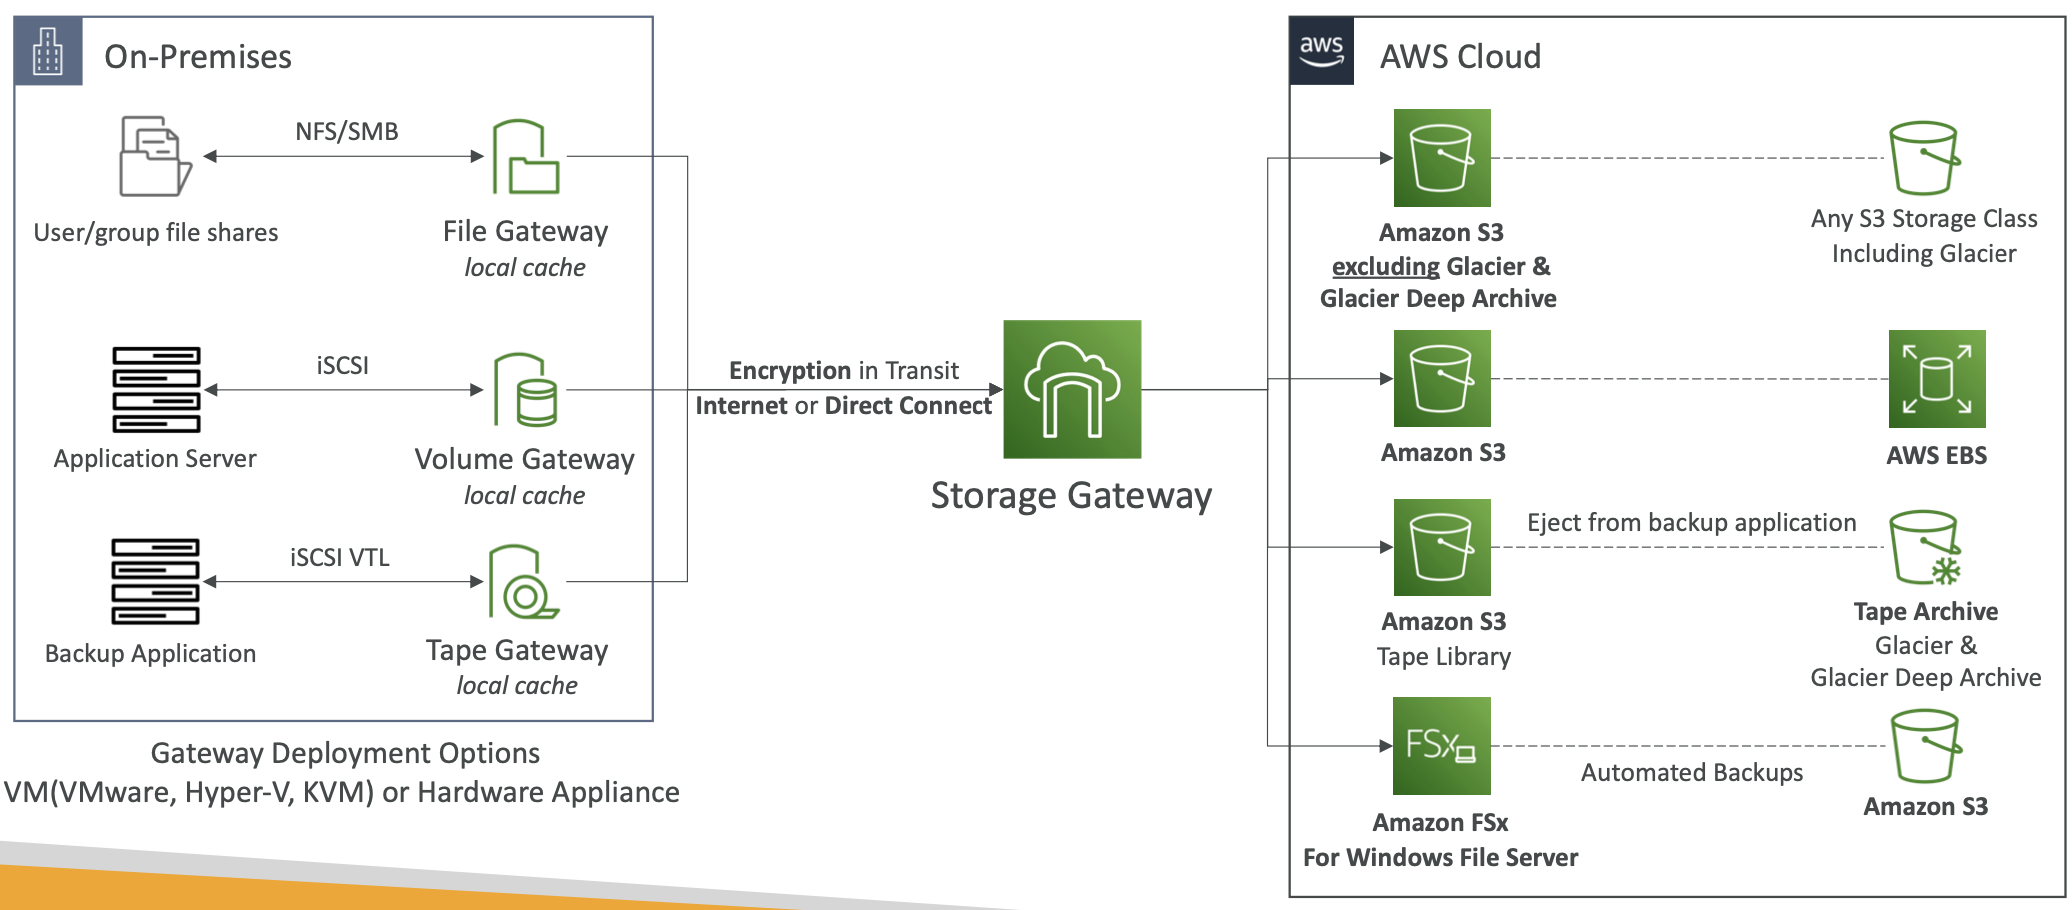 On-Premises
NFS/SMB
User/group file shares
File Gateway
local cache
iSCSI
Application Server
Volume Gateway
local cache
iSCSI VTL
Backup Application
Tape Gateway
local cache
Gateway Deployment Options
VM(VMware, Hyper-V, KVM) or Hardware Appliance
Encryption in Transit
Internet or Direct Connect
Storage Gateway
aws
AWS Cloud
Amazon S3
excluding Glacier &
Glacier Deep Archive
Any S3 Storage Class
Including Glacier
Amazon S3
AWS EBS
Amazon S3
Tape Library
Eject from backup application
Tape Archive
Glacier &
Glacier Deep Archive
FSx
Amazon FSx
For Windows File Server
Automated Backups
Amazon S3